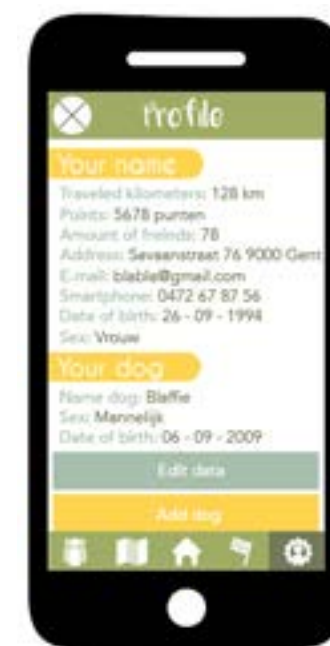 Profile
Your name
Traveled kilometers: 128 km
Points: 5678 punten
Amount of freinds: 78
Address: Savaanstraat 76 9000 Gent
E-mail: blable@gmail.com
Smartphone: 0472 67 87 56
Date of birth: 26 - 09 - 1994
Sex: Vrouw
Your dog
Name dog: Blaffie
Sex: Mannelijk
Date of birth: 06 - 09 - 2009
Edit data
Add dog